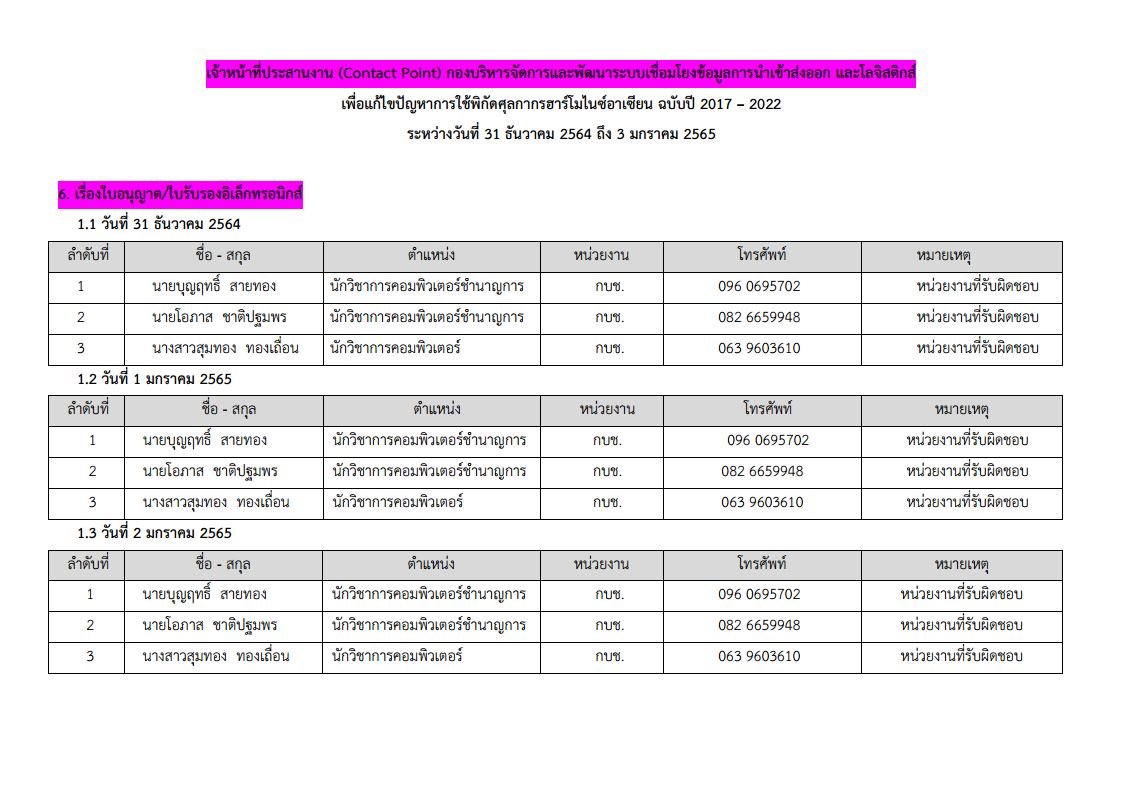 เจ้าหน้าที่ประสานงาน (Contact Point) กองบริหารจัดการและพัฒนาระบบเชื่อมโยงข้อมูลการนำเข้าส่งออก และโลจิสติกส์
เพื่อแก้ไขปัญหาการใช้พิกัดศุลกากรฮาร์โมไนซ์อาเซียน ฉบับปี 2017 – 2022
ระหว่างวันที่ 31 ธันวาคม 2564 ถึง 3 มกราคม 2565
6. เรื่องใบอนุญาต/ใบรับรองอิเล็กทรอนิกส์
1.1 วันที่ 31 ธันวาคม 2564
ลำดับที่ ชื่อ - สกุล ตำแหน่ง หน่วยงาน โทรศัพท์ หมายเหตุ
1 นายบุญฤทธิ์ สายทอง นักวิชาการคอมพิวเตอร์ชำนาญการ กบช. 096 0695702 หน่วยงานที่รับผิดชอบ
2 นายโอภาส ชาติปฐมพร นักวิชาการคอมพิวเตอร์ชำนาญการ กบช. 082 6659948 หน่วยงานที่รับผิดชอบ
3 นางสาวสุมทอง ทองเถื่อน นักวิชาการคอมพิวเตอร์ กบช. 063 9603610 หน่วยงานที่รับผิดชอบ
1.2 วันที่ 1 มกราคม 2565
ลำดับที่ ชื่อ - สกุล ตำแหน่ง หน่วยงาน โทรศัพท์ หมายเหตุ
1 นายบุญฤทธิ์ สายทอง นักวิชาการคอมพิวเตอร์ชำนาญการ กบช. 096 0695702 หน่วยงานที่รับผิดชอบ
2 นายโอภาส ชาติปฐมพร นักวิชาการคอมพิวเตอร์ชำนาญการ กบช. 082 6659948 หน่วยงานที่รับผิดชอบ
3 นางสาวสุมทอง ทองเถื่อน นักวิชาการคอมพิวเตอร์ กบช. 063 9603610 หน่วยงานที่รับผิดชอบ
1.3 วันที่ 2 มกราคม 2565
ลำดับที่ ชื่อ - สกุล ตำแหน่ง หน่วยงาน โทรศัพท์ หมายเหตุ
1 นายบุญฤทธิ์ สายทอง นักวิชาการคอมพิวเตอร์ชำนาญการ กบช. 096 0695702 หน่วยงานที่รับผิดชอบ
2 นายโอภาส ชาติปฐมพร นักวิชาการคอมพิวเตอร์ชำนาญการ กบช. 082 6659948 หน่วยงานที่รับผิดชอบ
3 นางสาวสุมทอง ทองเถื่อน นักวิชาการคอมพิวเตอร์ กบช. 063 9603610 หน่วยงานที่รับผิดชอบ